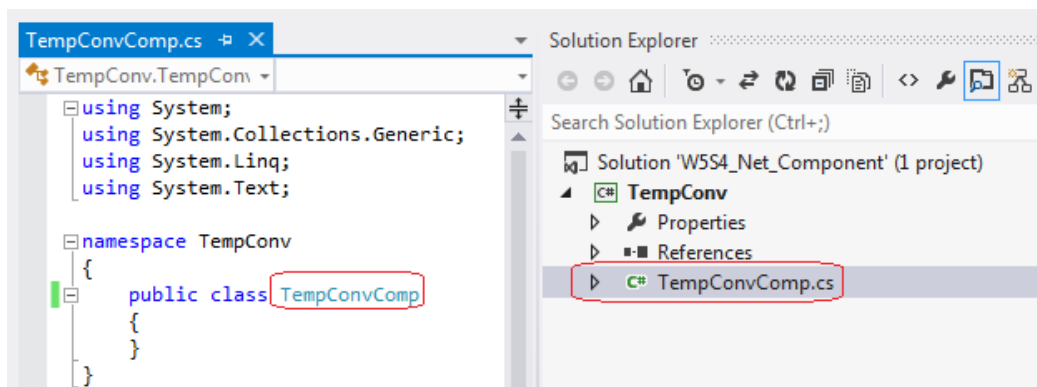 TempConvComp.cs
TempConv.TempConv
using System;
using System.Collections.Generic;
using System.Linq;
using System.Text;
namespace TempConv
{
public class TempConvComp
{
}
}
Solution Explorer
Search Solution Explorer (Ctrl+;)
Solution 'W5S4_Net_Component' (1 project)
C# TempConv
Properties
References
C# TempConvComp.cs